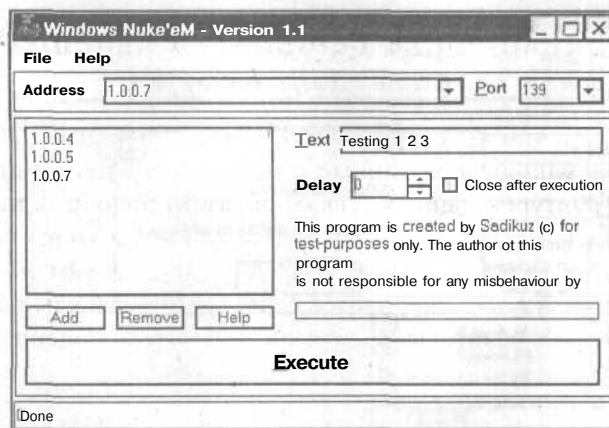 Windows Nuke'eM - Version 1.1
File Help
Address 1.0.0.7 Port 139
1.0.0.4
1.0.0.5
1.0.0.7
Text Testing 1 2 3
Delay 0 Close after execution
This program is created by Sadikuz (c) for
test-purposes only. The author ot this
program
is not responsible for any misbehaviour by
Add Remove Help
Execute
Done